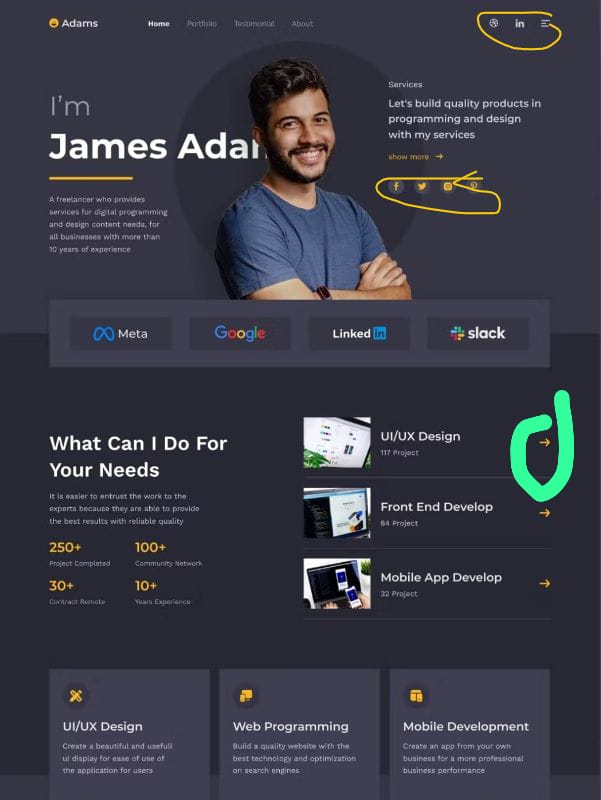 Adams
Home Portfolio Testimonial About
in
Services
Let's build quality products in
programming and design
with my services
show more
I'm
James Adam
A freelancer who provides
services for digital programming
and design content needs, for
all businesses with more than
10 years of experience
Meta
Google
Linked in
slack
What Can I Do For
Your Needs
It is easier to entrust the work to the
experts because they are able to provide
the best results with reliable quality
250+ 100+
Project Completed Community Network
30+ 10+
Contract Remote Years Experience
UI/UX Design
117 Project
Front End Develop
84 Project
Mobile App Develop
32 Project
UI/UX Design
Create a beautiful and usefull
ui display for ease of use of
the application for users
Web Programming
Build a quality website with the
best technology and optimization
on search engines
Mobile Development
Create an app from your own
business for a more professional
business performance